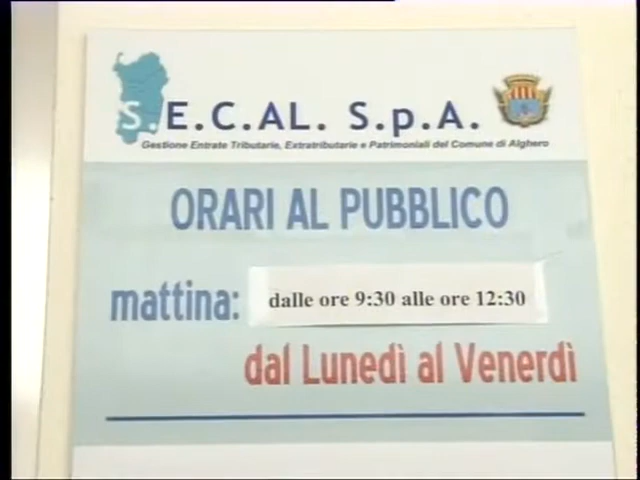 S.E.C.AL. S.p.A.
Gestione Entrate Tributarie, Extratributarie e Patrimoniali del Comune di Alghero
ORARI AL PUBBLICO
mattina: dalle ore 9:30 alle ore 12:30
dal Lunedì al Venerdì